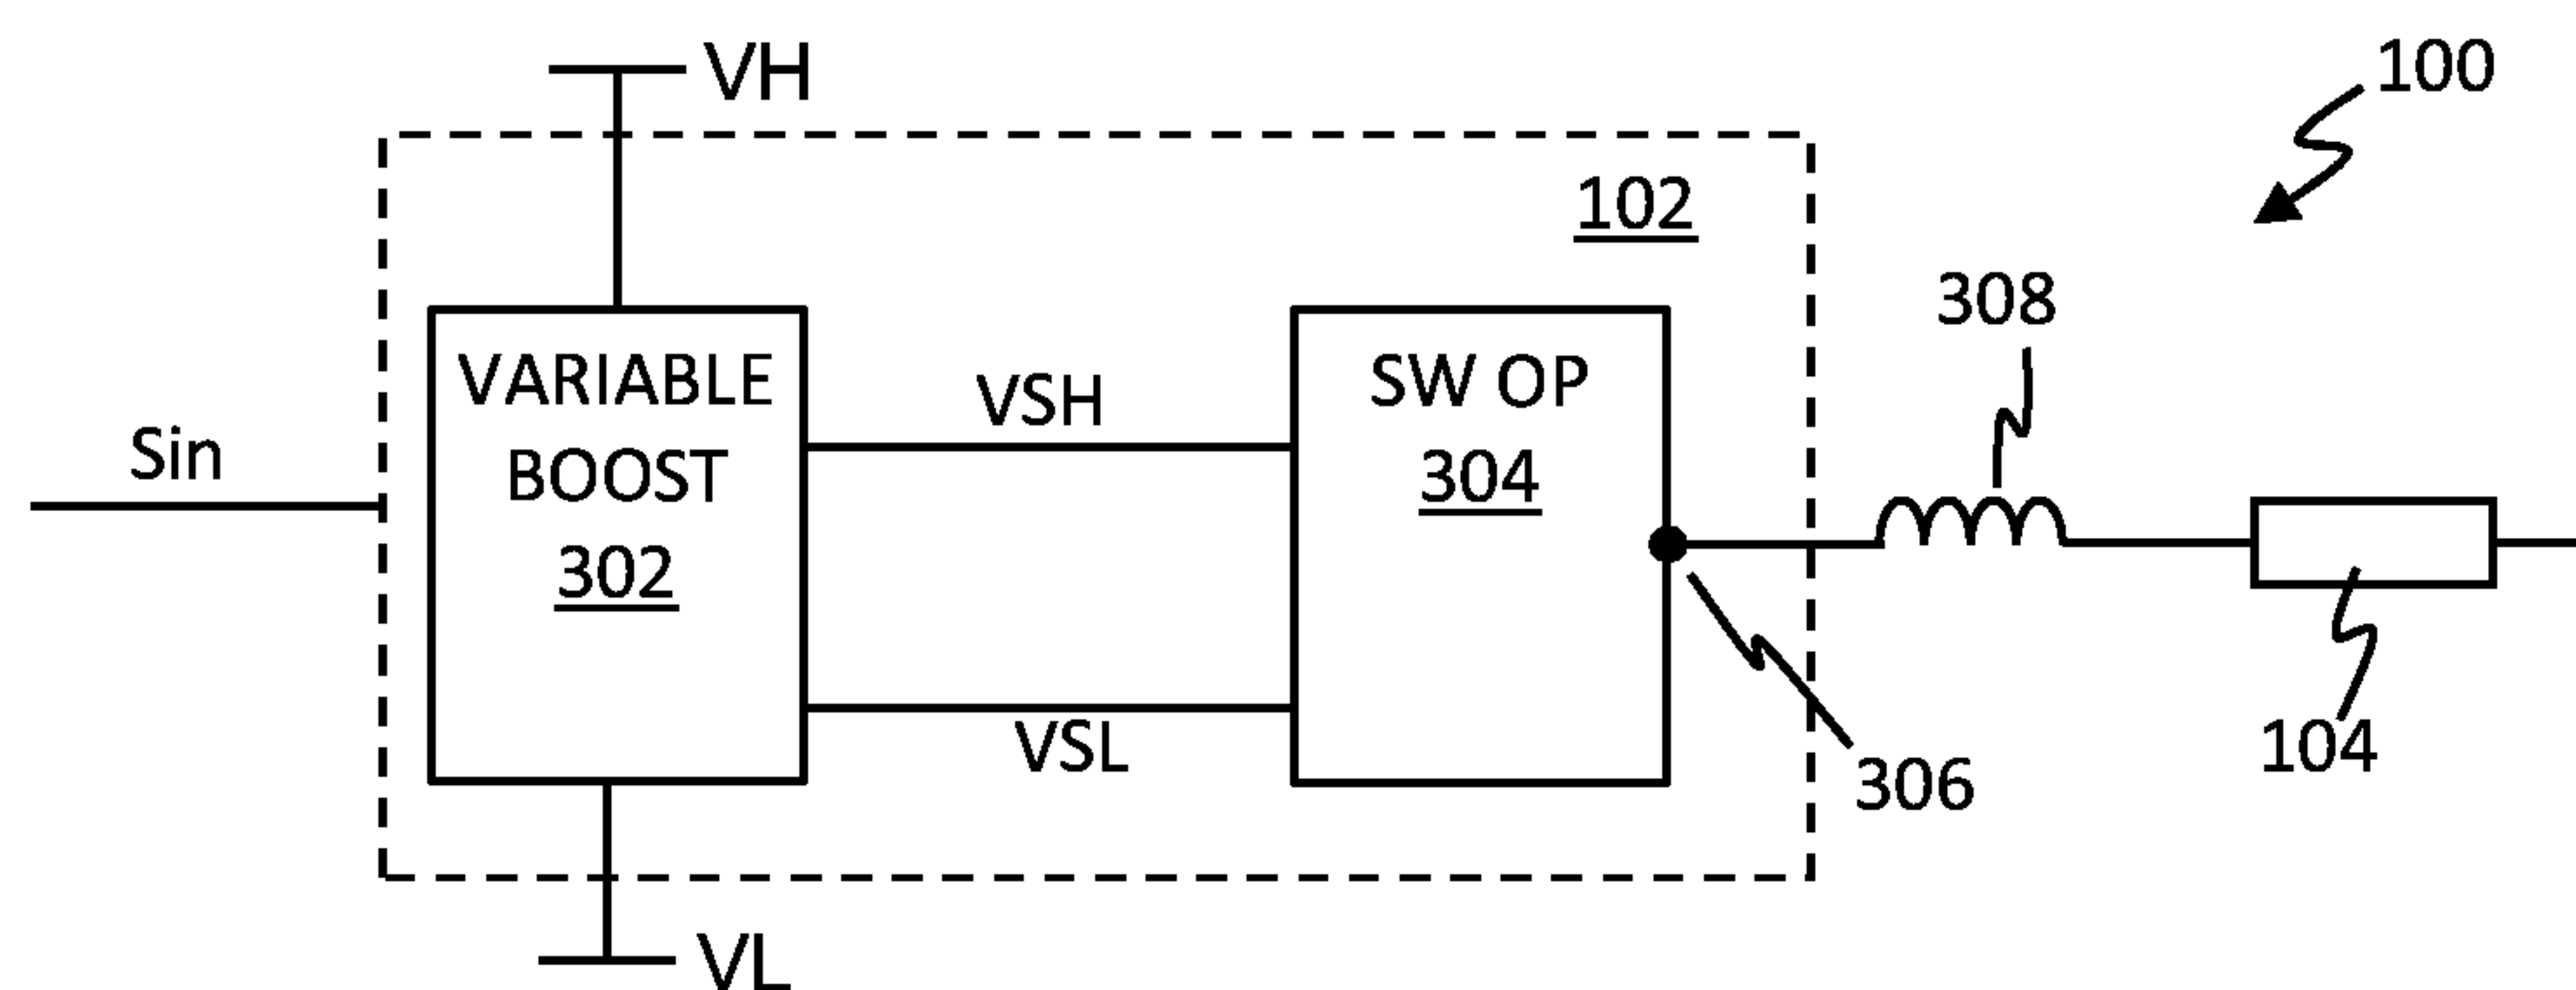 VH
100
102
308
VARIABLE
BOOST
302
VSH
SW OP
304
Sin
VSL
306
104
VL